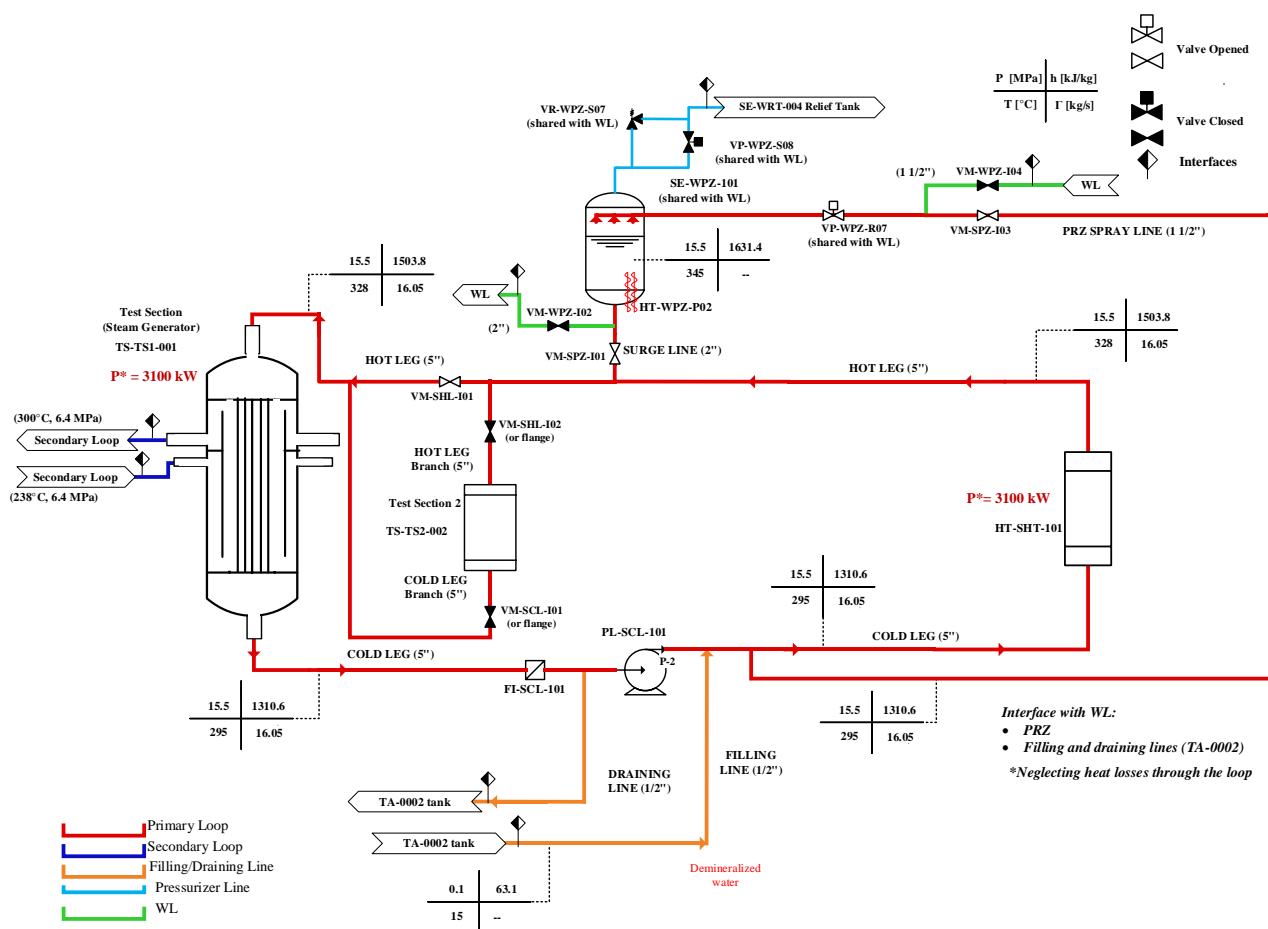 P [MPa] h [kJ/kg]
T [°C] Γ [kg/s]
Valve Opened
Valve Closed
Interfaces
VR-WPZ-S07
(shared with WL)
SE-WRT-004 Relief Tank
VP-WPZ-S08
(shared with WL)
SE-WPZ-101
(shared with WL)
(1 1/2")
VM-WPZ-I04
WL
VP-WPZ-R07
(shared with WL)
VM-SPZ-I03
PRZ SPRAY LINE (1 1/2")
15.5 1631.4
345 --
15.5 1503.8
328 16.05
WL
(2")
VM-WPZ-I02
HT-WPZ-P02
VM-SPZ-I01
SURGE LINE (2")
Test Section
(Steam Generator)
TS-TS1-001
P* = 3100 kW
HOT LEG (5")
VM-SHL-I01
HOT LEG (5")
15.5 1503.8
328 16.05
(300°C, 6.4 MPa)
Secondary Loop
Secondary Loop
(238°C, 6.4 MPa)
VM-SHL-I02
(or flange)
HOT LEG
Branch (5")
Test Section 2
TS-TS2-002
COLD LEG
Branch (5")
VM-SCL-I01
(or flange)
P*= 3100 kW
HT-SHT-101
15.5 1310.6
295 16.05
COLD LEG (5")
PL-SCL-101
P-2
COLD LEG (5")
FI-SCL-101
15.5 1310.6
295 16.05
15.5 1310.6
295 16.05
Interface with WL:
• PRZ
• Filling and draining lines (TA-0002)
*Neglecting heat losses through the loop
FILLING
LINE (1/2")
DRAINING
LINE (1/2")
TA-0002 tank
TA-0002 tank
Demineralized
water
0.1 63.1
15 --
Primary Loop
Secondary Loop
Filling/Draining Line
Pressurizer Line
WL